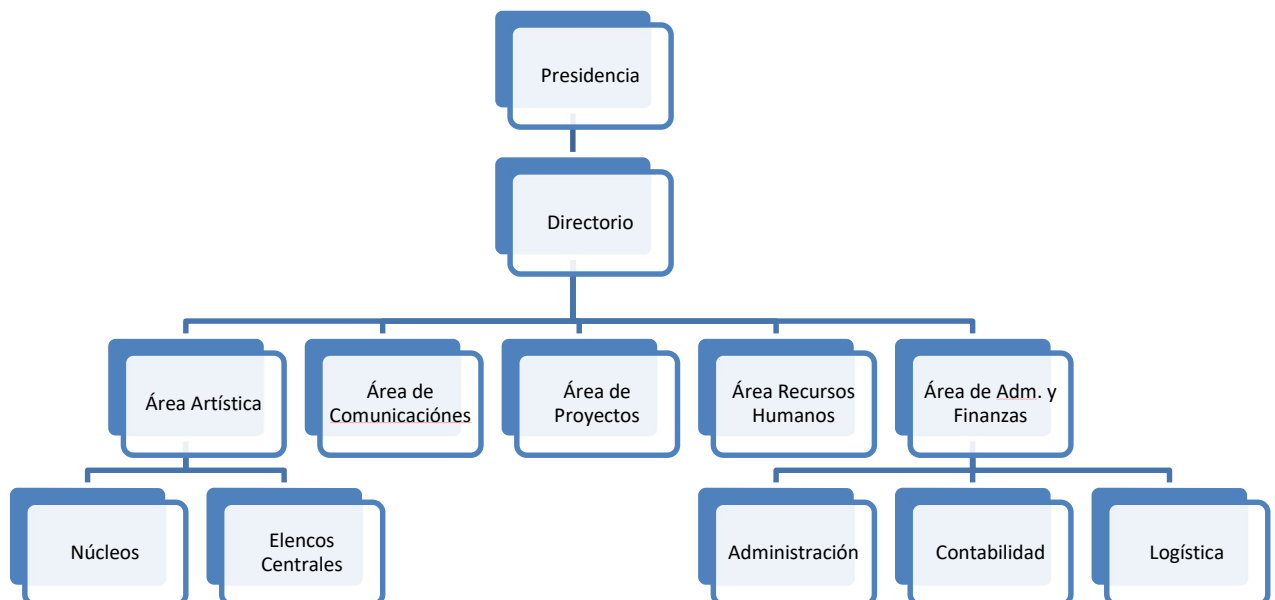 Presidencia
Directorio
Área Artística
Área de
Comunicaciónes
Área de
Proyectos
Área Recursos
Humanos
Área de Adm. y
Finanzas
Núcleos
Elencos
Centrales
Administración
Contabilidad
Logística